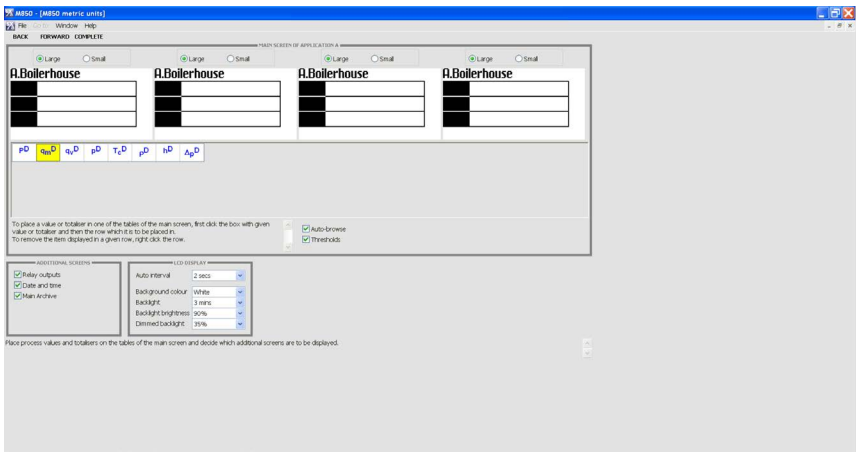 M850 - [M850 metric units]
File Window Help
BACK FORWARD COMPLETE
MAIN SCREEN OF APPLICATION A
Large Small Large Small Large Small Large Small
A.Boilerhouse A.Boilerhouse A.Boilerhouse A.Boilerhouse
PD qmD qvD pD TcD ρD hD ΔpD
To place a value or totaliser in one of the tables of the main screen, first click the box with given
value or totaliser and then the row which it is to be placed in.
To remove the item displayed in a given row, right click the row.
Auto-browse
Thresholds
ADDITIONAL SCREENS
Relay outputs
Date and time
Main Archive
LCD DISPLAY
Auto interval 2 secs
Background colour White
Backlight 3 mins
Backlight brightness 90%
Dimmed backlight 35%
Place process values and totalisers on the tables of the main screen and decide which additional screens are to be displayed.